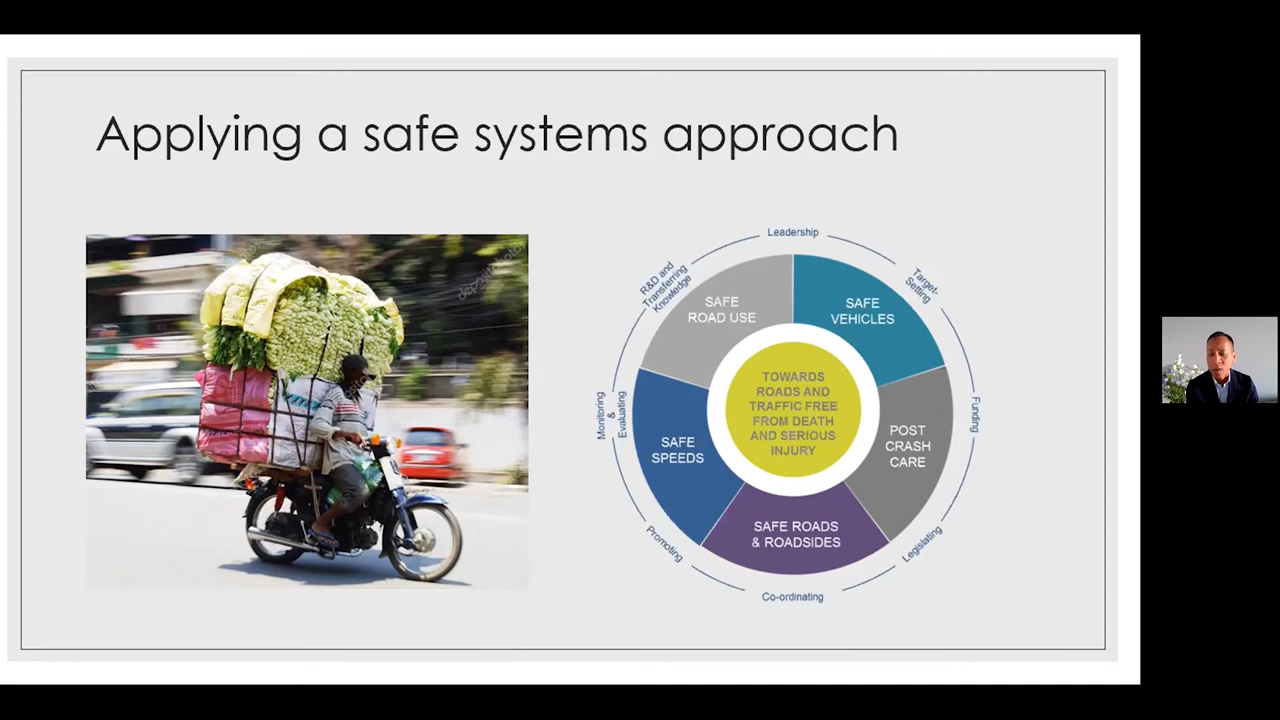 Applying a safe systems approach
depositphotos
Leadership
Target-
Setting
Funding
Legislating
Co-ordinating
Promoting
Monitoring
&
Evaluating
R&D and
Transferring
Knowledge
SAFE
ROAD USE
SAFE
VEHICLES
POST
CRASH
CARE
SAFE ROADS
& ROADSIDES
SAFE
SPEEDS
TOWARDS
ROADS AND
TRAFFIC FREE
FROM DEATH
AND SERIOUS
INJURY